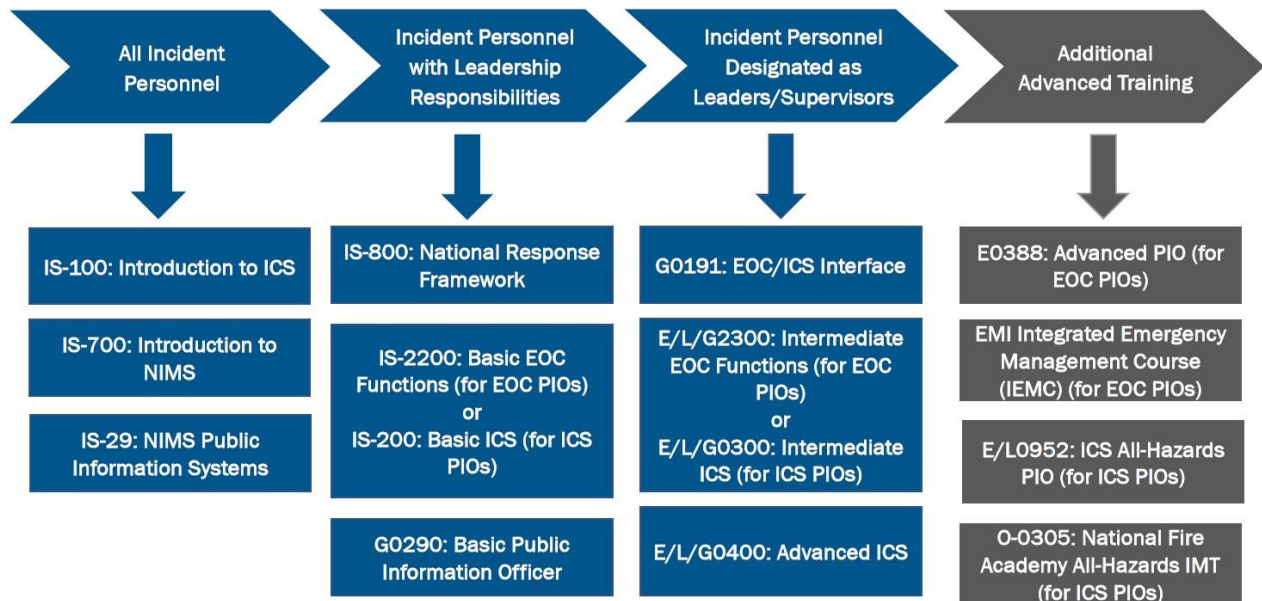 All Incident
Personnel
Incident Personnel
with Leadership
Responsibilities
Incident Personnel
Designated as
Leaders/Supervisors
Additional
Advanced Training
IS-100: Introduction to ICS
IS-700: Introduction to
NIMS
IS-29: NIMS Public
Information Systems
IS-800: National Response
Framework
IS-2200: Basic EOC
Functions (for EOC PIOs)
or
IS-200: Basic ICS (for ICS
PIOs)
G0290: Basic Public
Information Officer
G0191: EOC/ICS Interface
E/L/G2300: Intermediate
EOC Functions (for EOC
PIOs)
or
E/L/G0300: Intermediate
ICS (for ICS PIOs)
E/L/G0400: Advanced ICS
E0388: Advanced PIO (for
EOC PIOs)
EMI Integrated Emergency
Management Course
(IEMC) (for EOC PIOs)
E/L0952: ICS All-Hazards
PIO (for ICS PIOs)
O-0305: National Fire
Academy All-Hazards IMT
(for ICS PIOs)